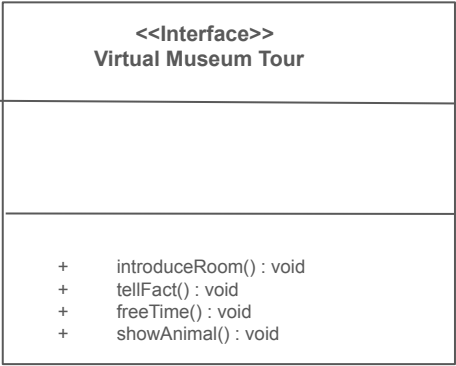 <<Interface>>
Virtual Museum Tour
+ introduceRoom() : void
+ tellFact() : void
+ freeTime() : void
+ showAnimal() : void